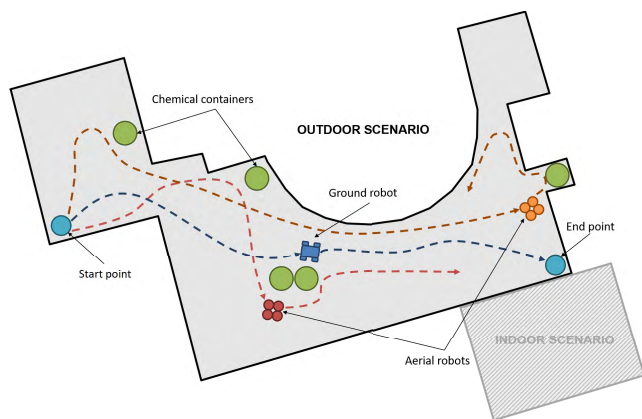 Chemical containers
OUTDOOR SCENARIO
Ground robot
End point
Start point
INDOOR SCENARIO
Aerial robots